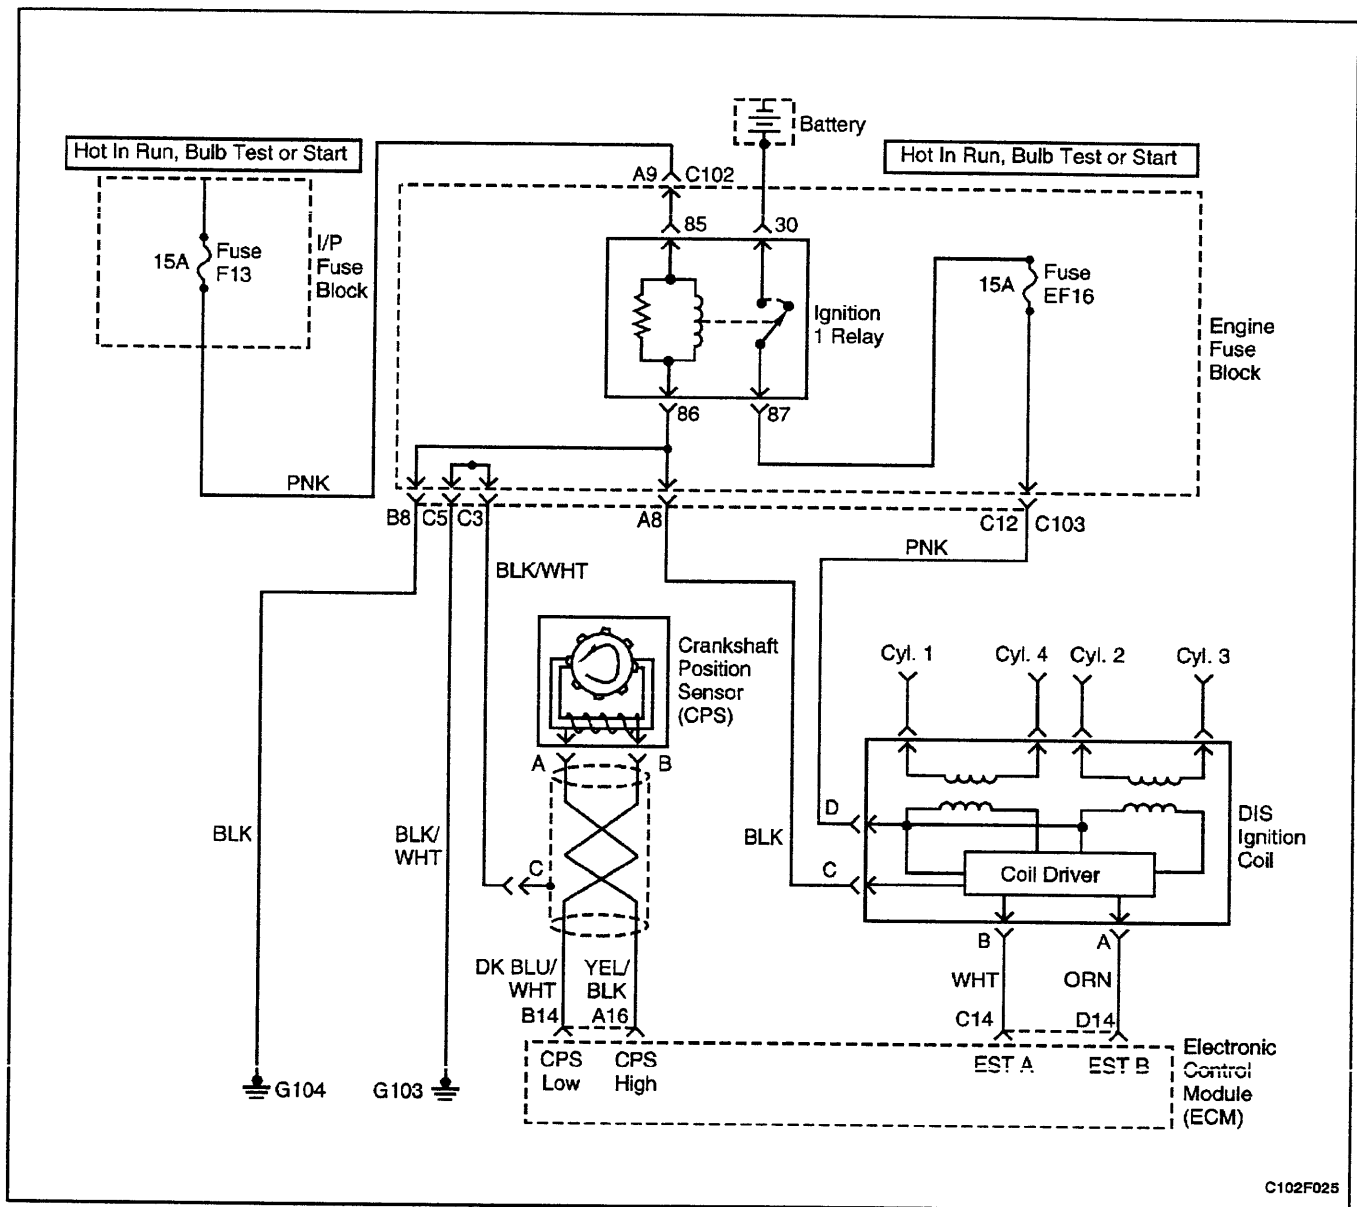 Battery
Hot In Run, Bulb Test or Start
Hot In Run, Bulb Test or Start
A9 C102
85 30
15A Fuse
F13
I/P
Fuse
Block
15A Fuse
EF16
Ignition
1 Relay
Engine
Fuse
Block
86 87
PNK
B8 C5 C3 A8 C12 C103
PNK
BLK/WHT
Crankshaft
Position
Sensor
(CPS)
Cyl. 1 Cyl. 4 Cyl. 2 Cyl. 3
A B
D
DIS
Ignition
Coil
BLK
BLK/
WHT
BLK
C
C
Coil Driver
B A
DK BLU/
WHT
YEL/
BLK
WHT ORN
B14 A16
C14 D14
CPS
Low
CPS
High
EST A EST B
Electronic
Control
Module
(ECM)
G104 G103
C102F025